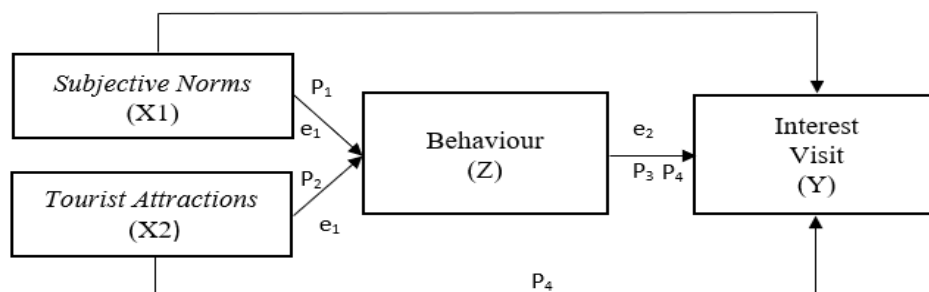 Subjective Norms
(X1)
P1
e1
Behaviour
(Z)
e2
P3 P4
Interest
Visit
(Y)
Tourist Attractions
(X2)
P2
e1
P4